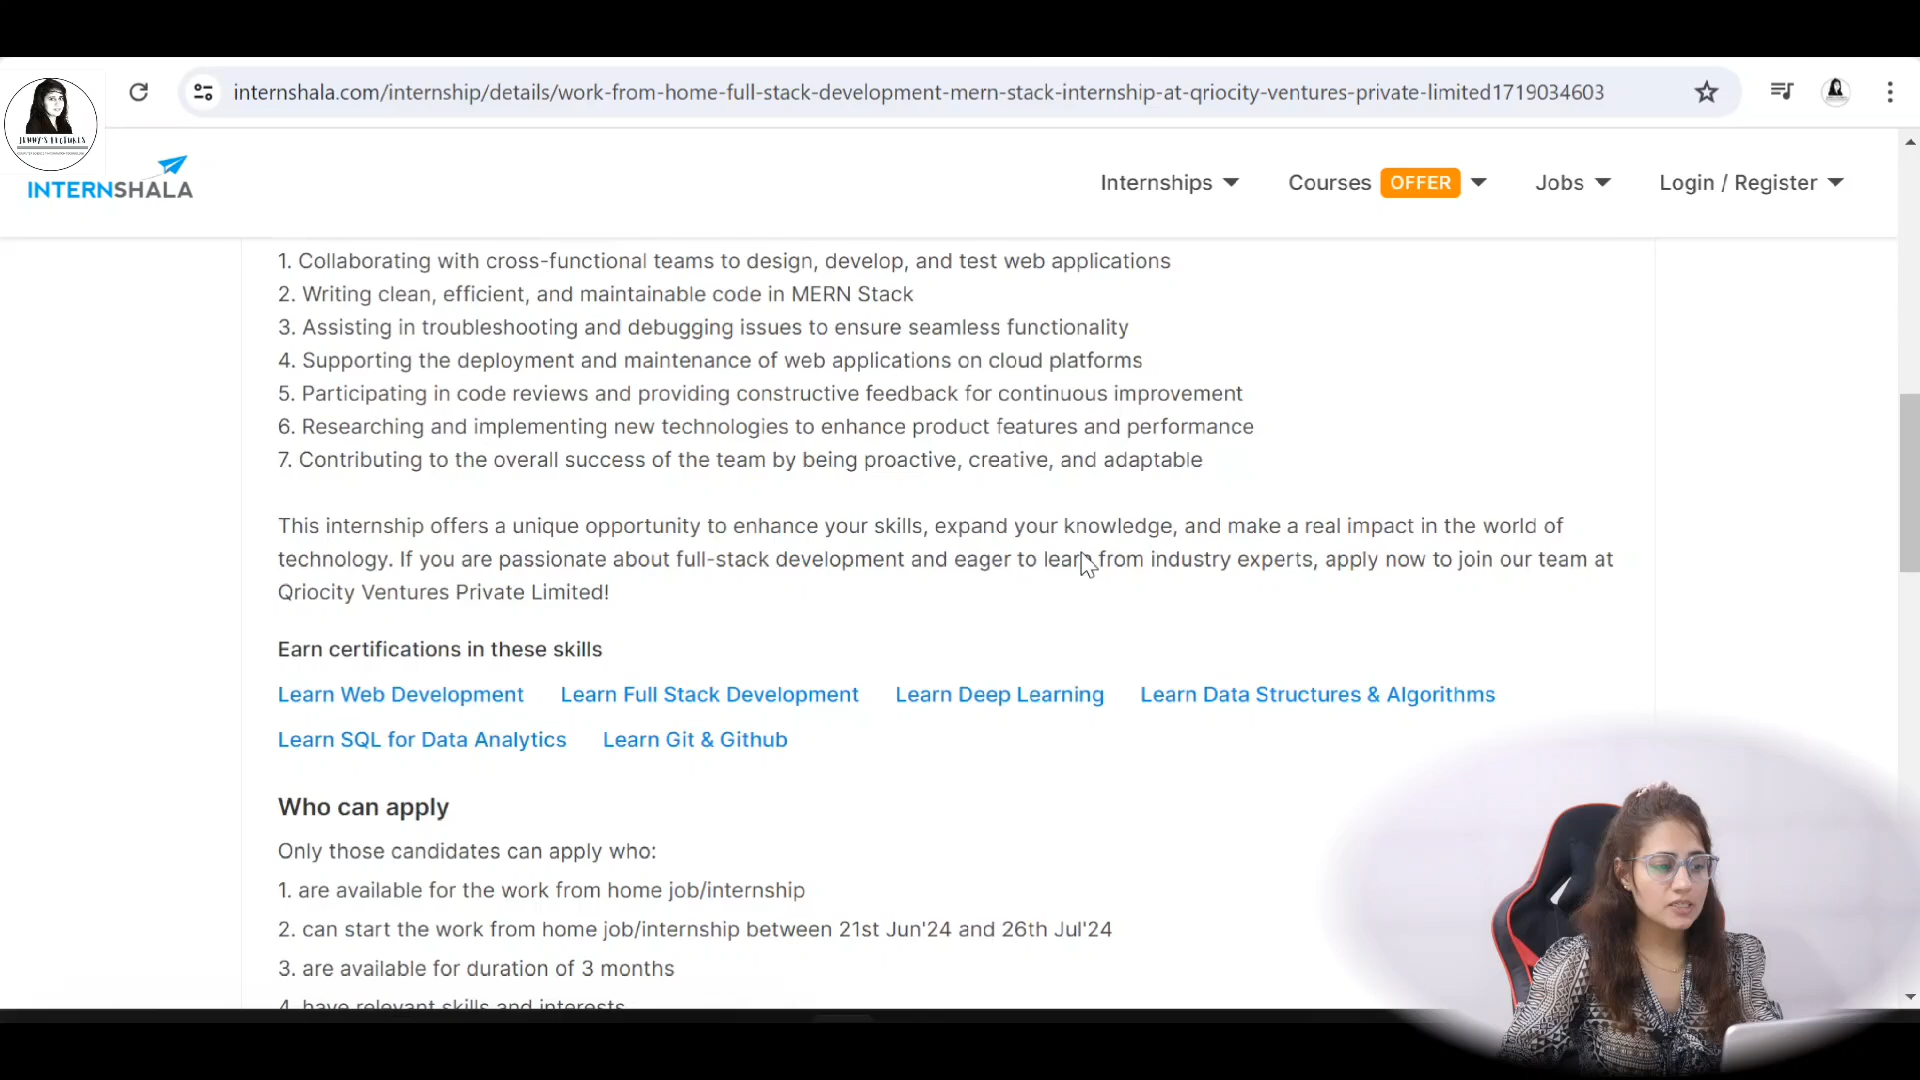 JENNY'S LECTURES
internshala.com/internship/details/work-from-home-full-stack-development-mern-stack-internship-at-qriocity-ventures-private-limited1719034603
INTERNSHALA
Internships
Courses OFFER
Jobs
Login / Register
1. Collaborating with cross-functional teams to design, develop, and test web applications
2. Writing clean, efficient, and maintainable code in MERN Stack
3. Assisting in troubleshooting and debugging issues to ensure seamless functionality
4. Supporting the deployment and maintenance of web applications on cloud platforms
5. Participating in code reviews and providing constructive feedback for continuous improvement
6. Researching and implementing new technologies to enhance product features and performance
7. Contributing to the overall success of the team by being proactive, creative, and adaptable
This internship offers a unique opportunity to enhance your skills, expand your knowledge, and make a real impact in the world of
technology. If you are passionate about full-stack development and eager to learn from industry experts, apply now to join our team at
Qriocity Ventures Private Limited!
Earn certifications in these skills
Learn Web Development Learn Full Stack Development Learn Deep Learning Learn Data Structures & Algorithms
Learn SQL for Data Analytics Learn Git & Github
Who can apply
Only those candidates can apply who:
1. are available for the work from home job/internship
2. can start the work from home job/internship between 21st Jun'24 and 26th Jul'24
3. are available for duration of 3 months
4. have relevant skills and interests